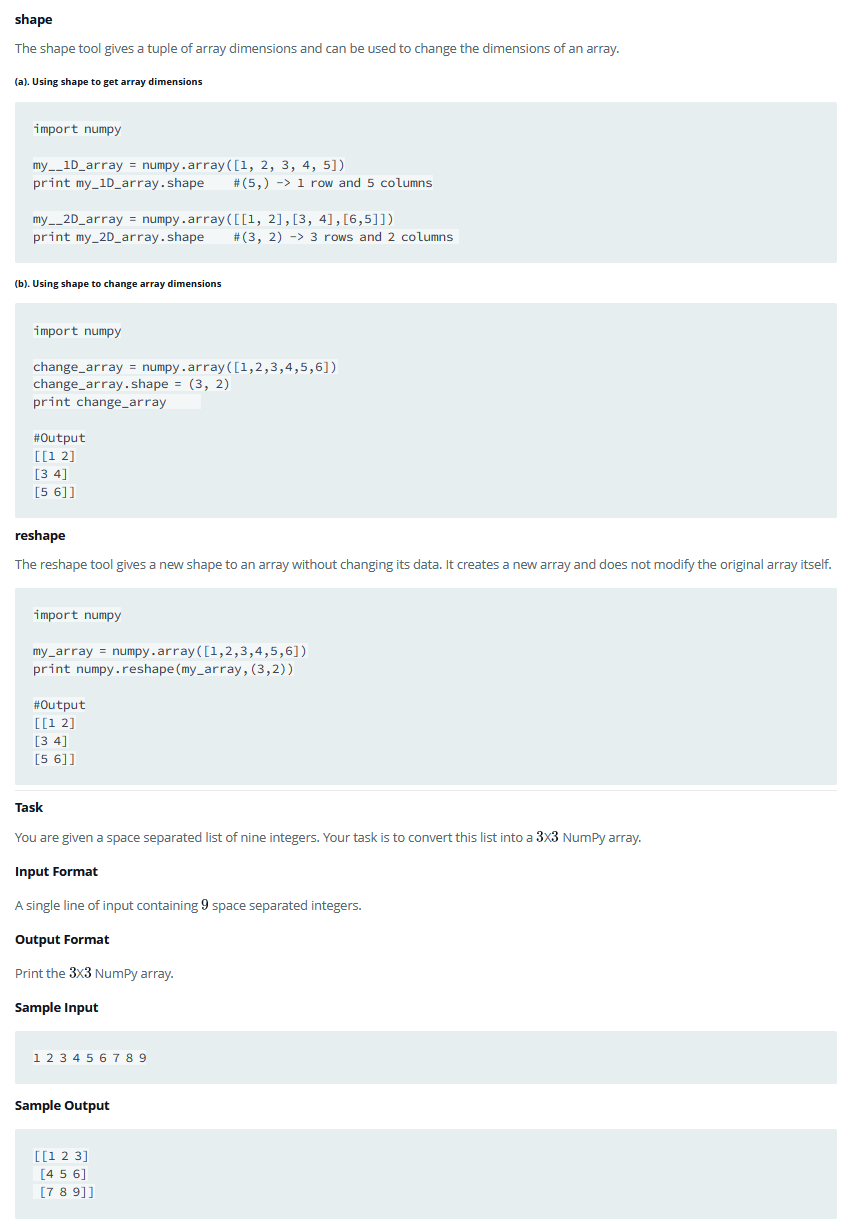 shape
The shape tool gives a tuple of array dimensions and can be used to change the dimensions of an array.
(a). Using shape to get array dimensions
import numpy
my__1D_array = numpy.array([1, 2, 3, 4, 5])
print my_1D_array.shape    #(5,) -> 1 row and 5 columns
my__2D_array = numpy.array([[1, 2],[3, 4],[6,5]])
print my_2D_array.shape    #(3, 2) -> 3 rows and 2 columns
(b). Using shape to change array dimensions
import numpy
change_array = numpy.array([1,2,3,4,5,6])
change_array.shape = (3, 2)
print change_array
#Output
[[1 2]
[3 4]
[5 6]]
reshape
The reshape tool gives a new shape to an array without changing its data. It creates a new array and does not modify the original array itself.
import numpy
my_array = numpy.array([1,2,3,4,5,6])
print numpy.reshape(my_array,(3,2))
#Output
[[1 2]
[3 4]
[5 6]]
Task
You are given a space separated list of nine integers. Your task is to convert this list into a 3X3 NumPy array.
Input Format
A single line of input containing 9 space separated integers.
Output Format
Print the 3X3 NumPy array.
Sample Input
1 2 3 4 5 6 7 8 9
Sample Output
[[1 2 3]
 [4 5 6]
 [7 8 9]]